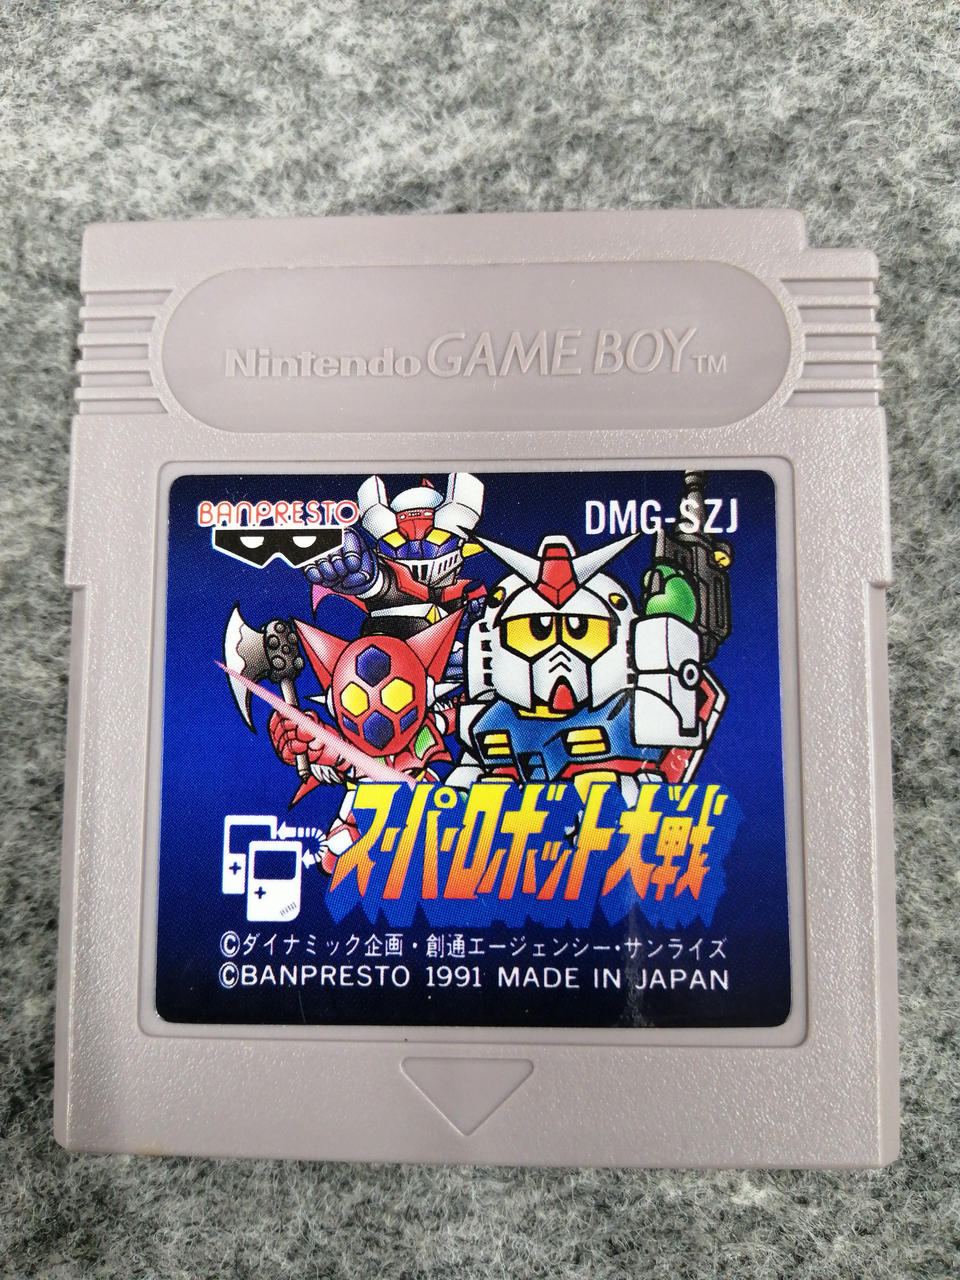 Nintendo GAME BOY TM
BANPRESTO
DMG-SZJ
スーパーロボット大戦
©ダイナミック企画・創通エージェンシー・サンライズ
©BANPRESTO 1991 MADE IN JAPAN